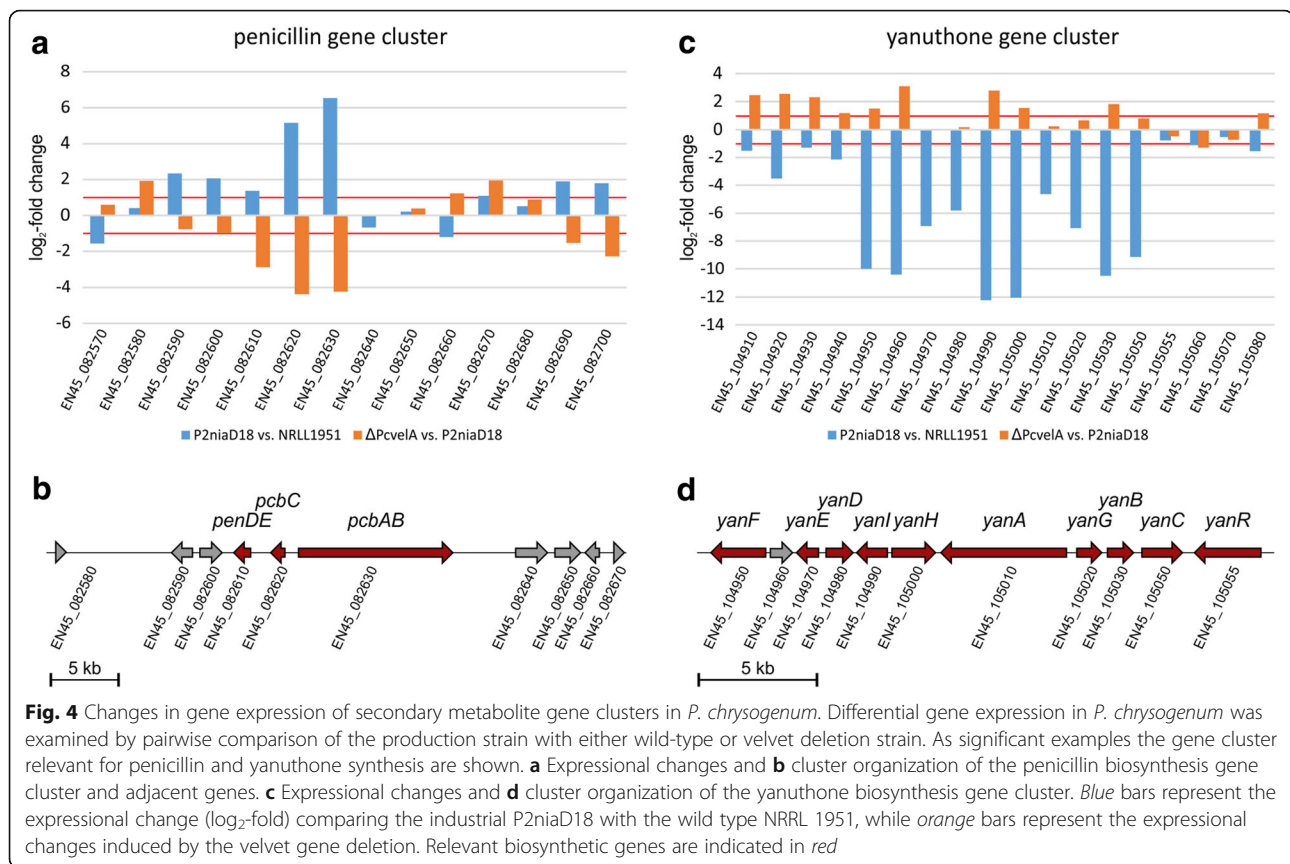 a
penicillin gene cluster
log2-fold change
8
6
4
2
0
-2
-4
-6
EN45_082570
EN45_082580
EN45_082590
EN45_082600
EN45_082610
EN45_082620
EN45_082630
EN45_082640
EN45_082650
EN45_082660
EN45_082670
EN45_082680
EN45_082690
EN45_082700
P2niaD18 vs. NRLL1951 ΔPcvelA vs. P2niaD18
c
yanuthone gene cluster
log2-fold change
4
2
0
-2
-4
-6
-8
-10
-12
-14
EN45_104910
EN45_104920
EN45_104930
EN45_104940
EN45_104950
EN45_104960
EN45_104970
EN45_104980
EN45_104990
EN45_105000
EN45_105010
EN45_105020
EN45_105030
EN45_105050
EN45_105055
EN45_105060
EN45_105070
EN45_105080
P2niaD18 vs. NRLL1951 ΔPcvelA vs. P2niaD18
b
pcbC
penDE pcbAB
EN45_082580
EN45_082590
EN45_082600
EN45_082610
EN45_082620
EN45_082630
EN45_082640
EN45_082650
EN45_082660
EN45_082670
5 kb
d
yanD yanB
yanF yanE yanI yanH yanA yanG yanC yanR
EN45_104950
EN45_104960
EN45_104970
EN45_104980
EN45_104990
EN45_105000
EN45_105010
EN45_105020
EN45_105030
EN45_105050
EN45_105055
5 kb
Fig. 4 Changes in gene expression of secondary metabolite gene clusters in P. chrysogenum. Differential gene expression in P. chrysogenum was
examined by pairwise comparison of the production strain with either wild-type or velvet deletion strain. As significant examples the gene cluster
relevant for penicillin and yanuthone synthesis are shown. a Expressional changes and b cluster organization of the penicillin biosynthesis gene
cluster and adjacent genes. c Expressional changes and d cluster organization of the yanuthone biosynthesis gene cluster. Blue bars represent the
expressional change (log2-fold) comparing the industrial P2niaD18 with the wild type NRRL 1951, while orange bars represent the expressional
changes induced by the velvet gene deletion. Relevant biosynthetic genes are indicated in red